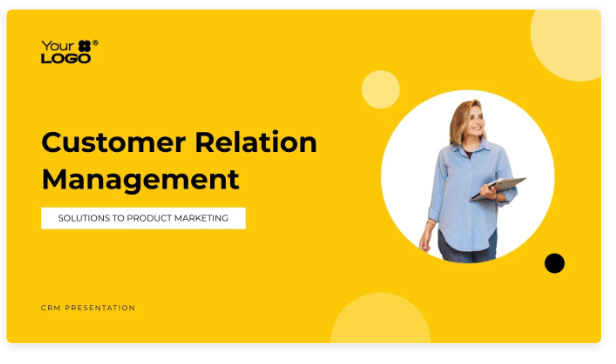 Your ®
LOGO
Customer Relation
Management
SOLUTIONS TO PRODUCT MARKETING
CRM PRESENTATION